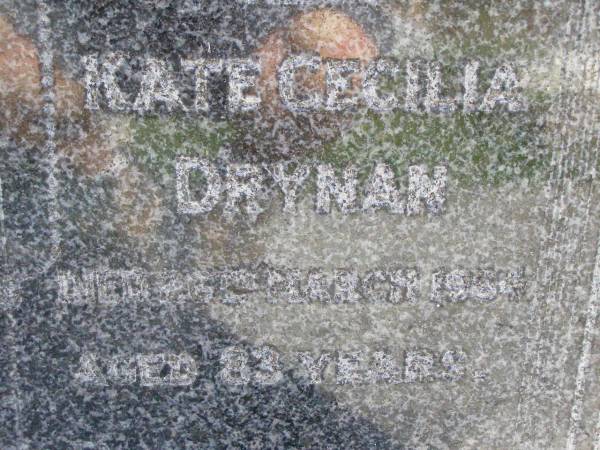 KATE CECILIA
DRYNAN
DIED MARCH
AGED 83 YEARS.